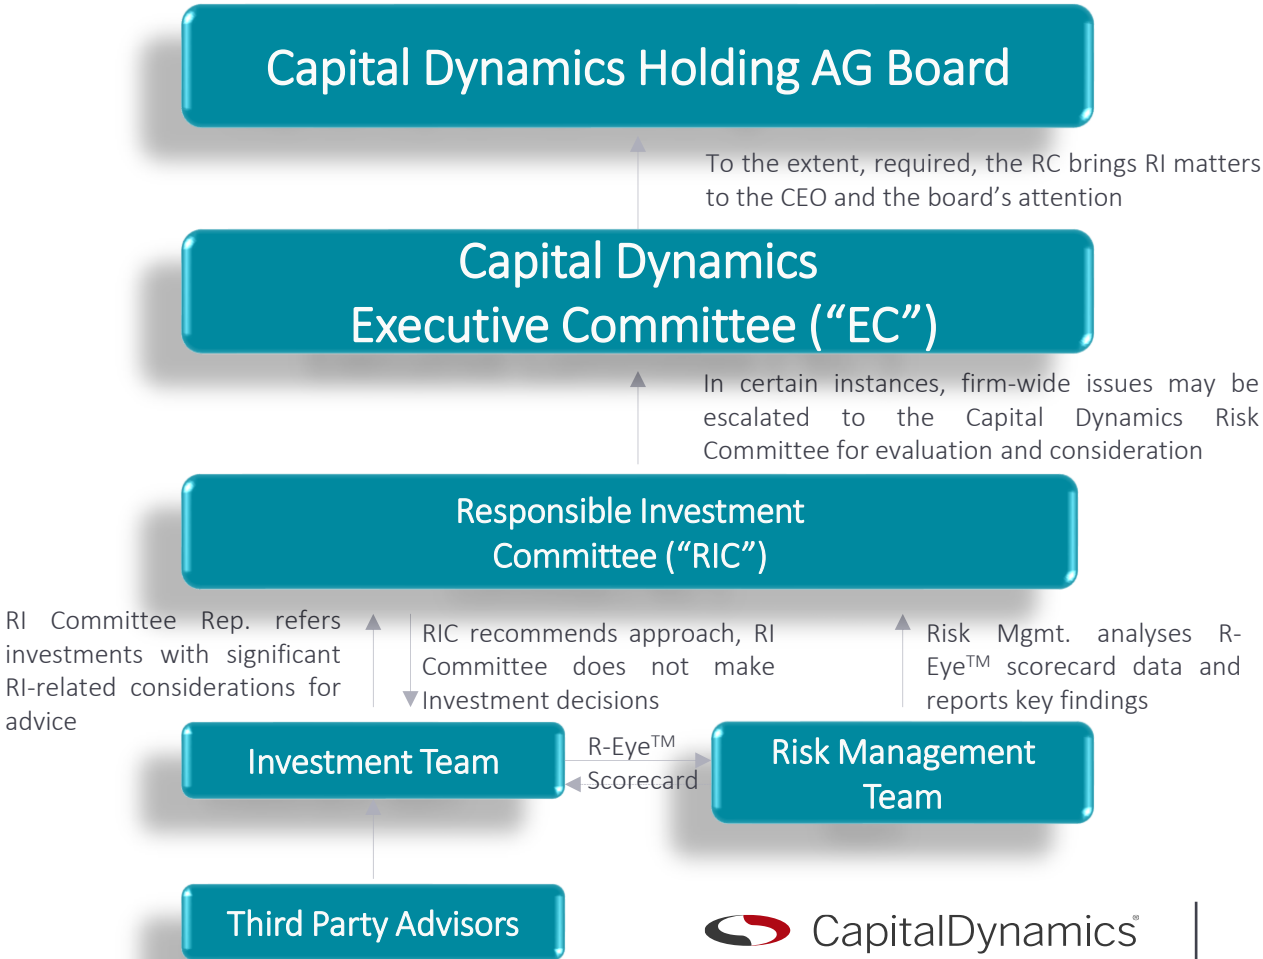 Capital Dynamics Holding AG Board
To the extent, required, the RC brings RI matters
to the CEO and the board’s attention
Capital Dynamics
Executive Committee (“EC”)
In certain instances, firm-wide issues may be
escalated to the Capital Dynamics Risk
Committee for evaluation and consideration
Responsible Investment
Committee (“RIC”)
RI Committee Rep. refers
investments with significant
RI-related considerations for
advice
RIC recommends approach, RI
Committee does not make
Investment decisions
Risk Mgmt. analyses R-
Eye™ scorecard data and
reports key findings
Investment Team
R-Eye™
Scorecard
Risk Management
Team
Third Party Advisors
CapitalDynamics®